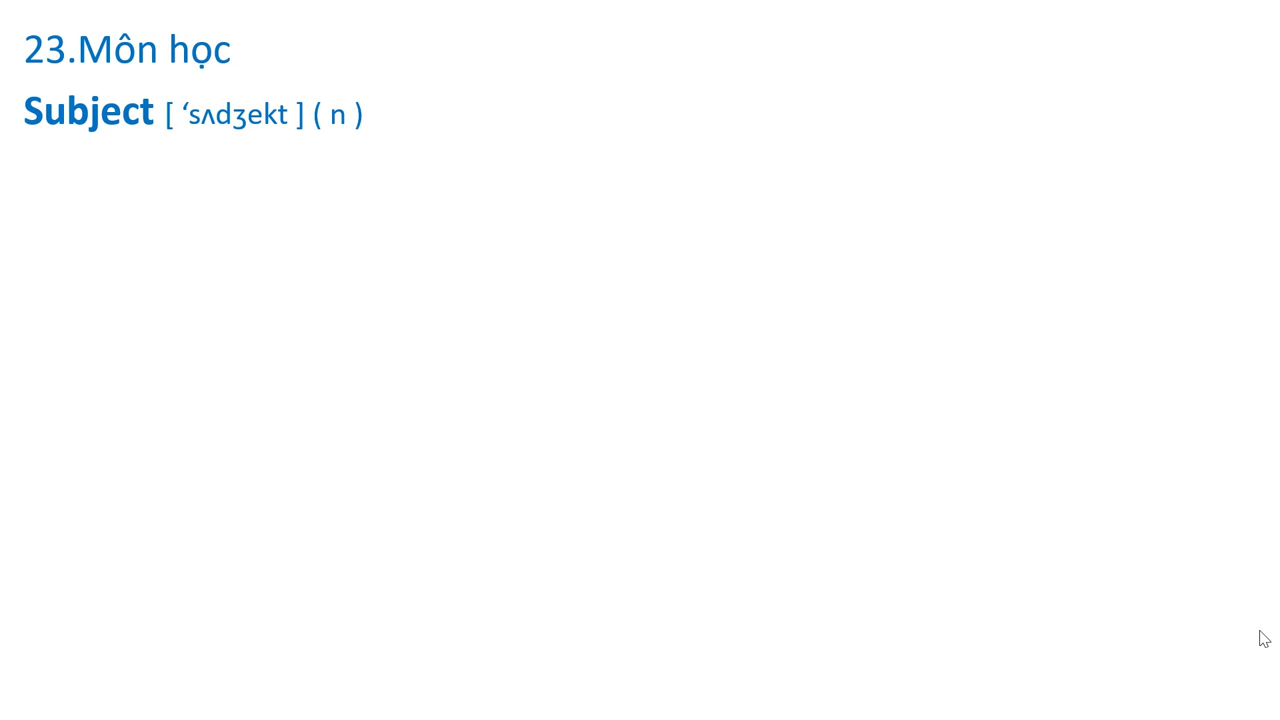 23.Môn học
Subject [ ‘sʌdʒekt ] ( n )